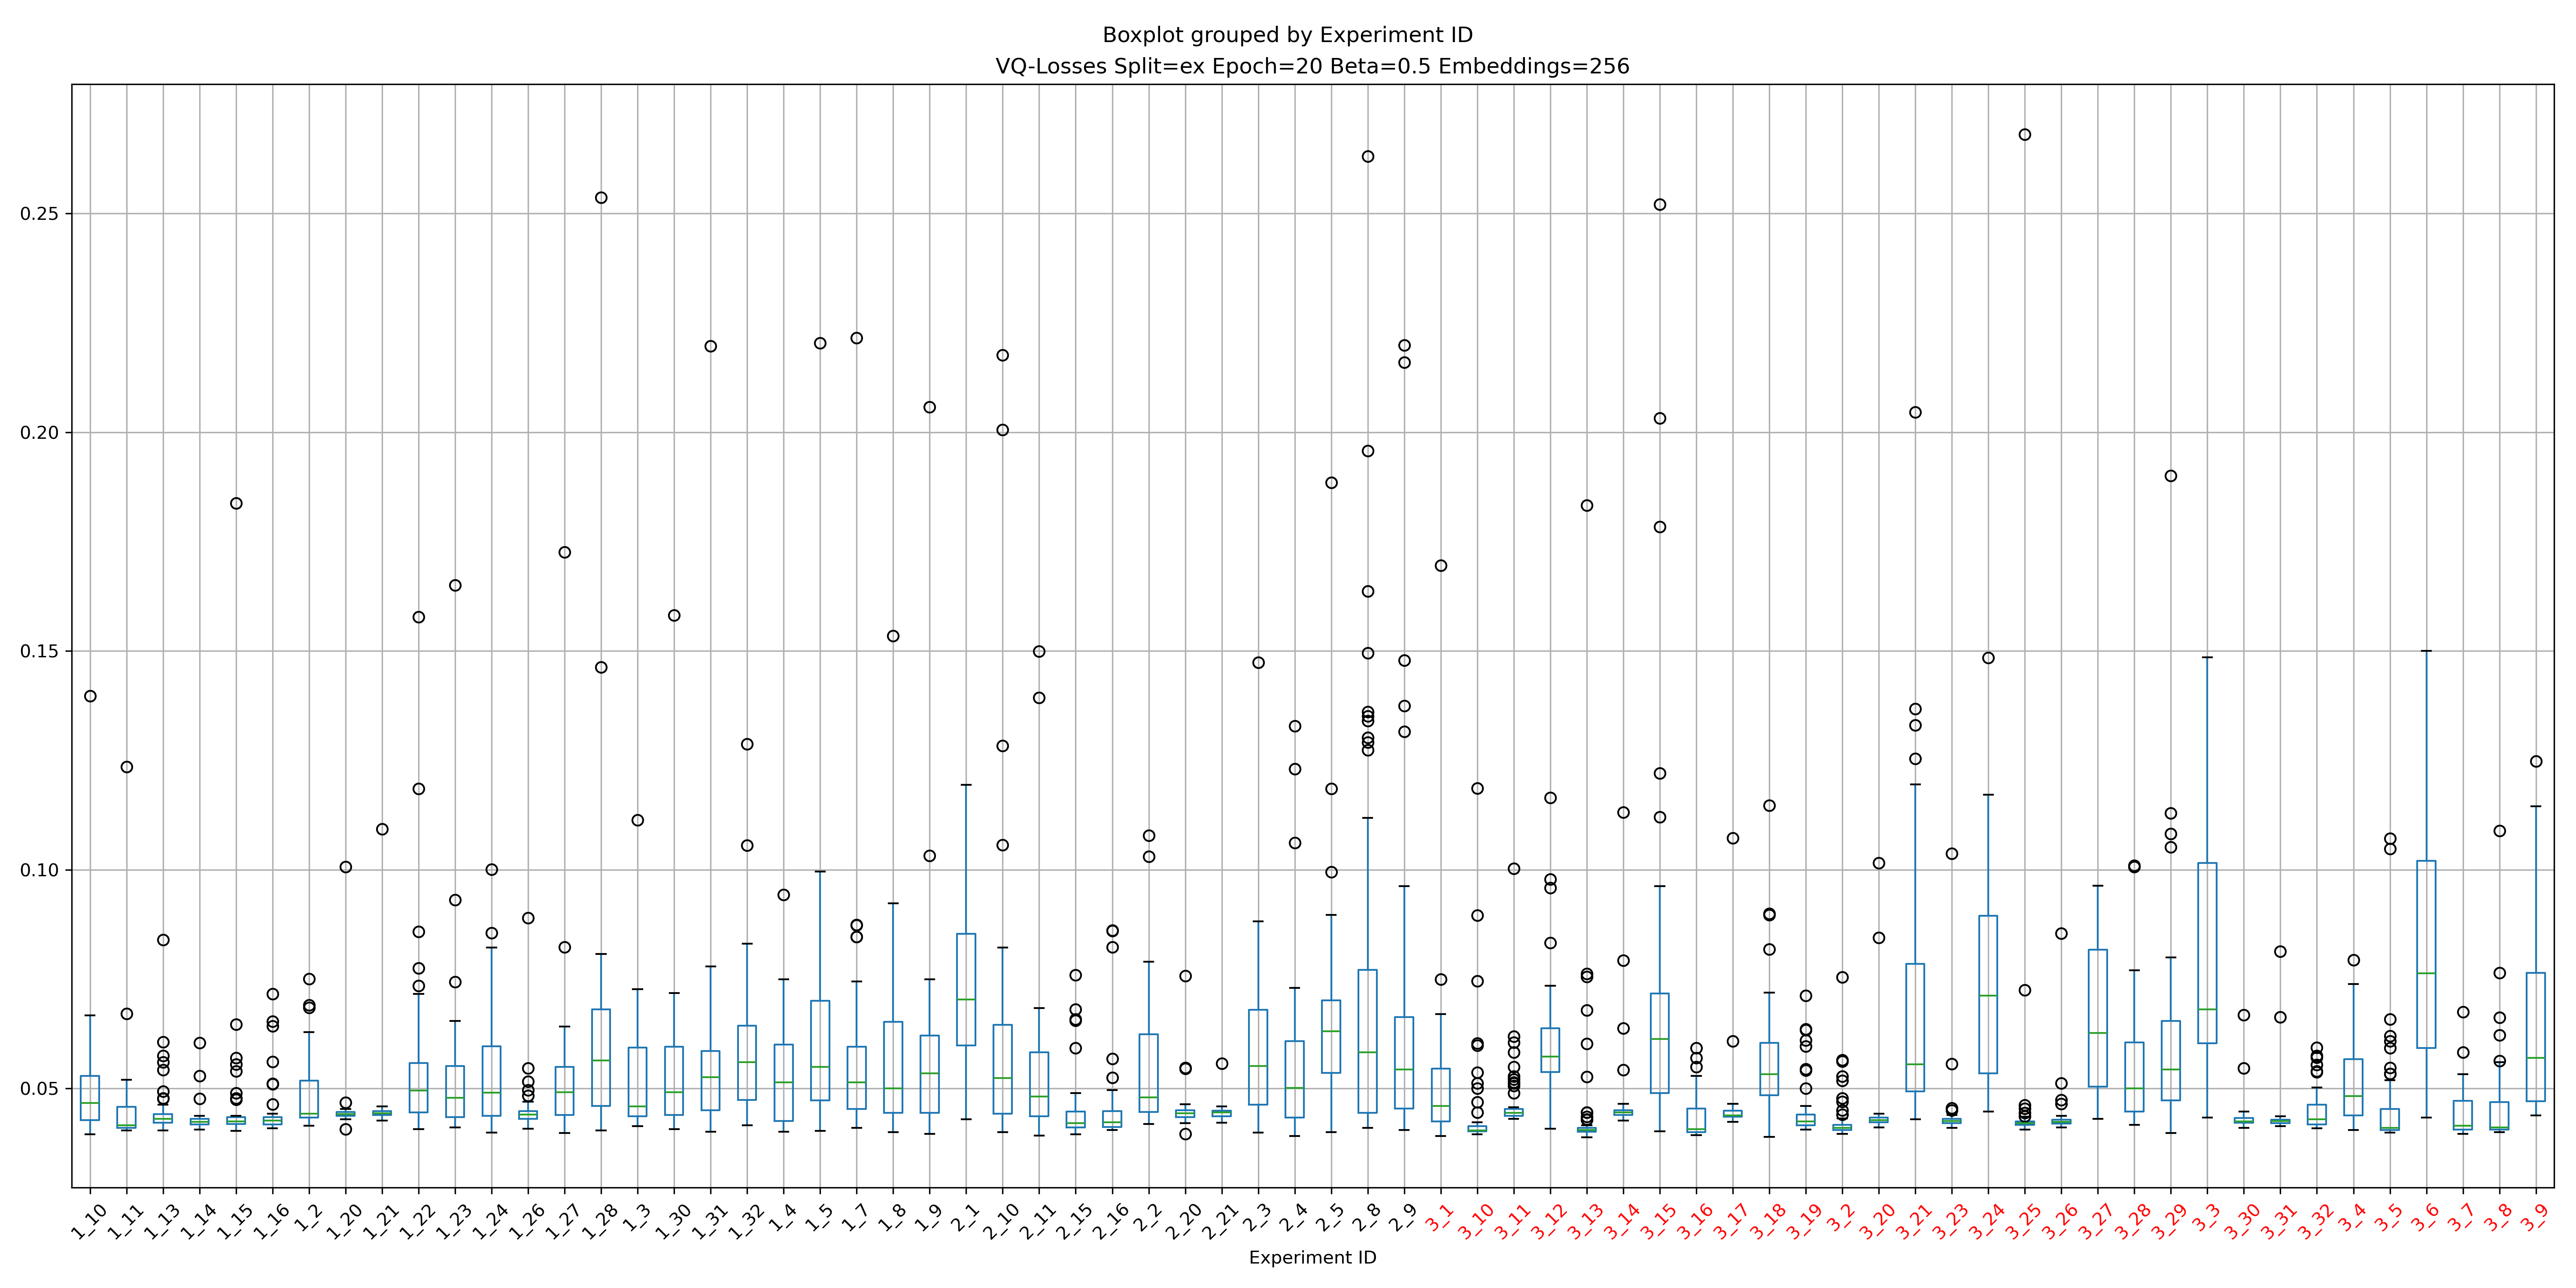 Boxplot grouped by Experiment ID
VQ-Losses Split=ex Epoch=20 Beta=0.5 Embeddings=256
0.25
0.20
0.15
0.10
0.05
1_10 1_11 1_13 1_14 1_15 1_16 1_2 1_20 1_21 1_22 1_23 1_24 1_26 1_27 1_28 1_3 1_30 1_31 1_32 1_4 1_5 1_7 1_8 1_9 2_1 2_10 2_11 2_15 2_16 2_2 2_20 2_21 2_3 2_4 2_5 2_8 2_9 3_1 3_10 3_11 3_12 3_13 3_14 3_15 3_16 3_17 3_18 3_19 3_2 3_20 3_21 3_23 3_24 3_25 3_26 3_27 3_28 3_29 3_3 3_30 3_31 3_32 3_4 3_5 3_6 3_7 3_8 3_9
Experiment ID